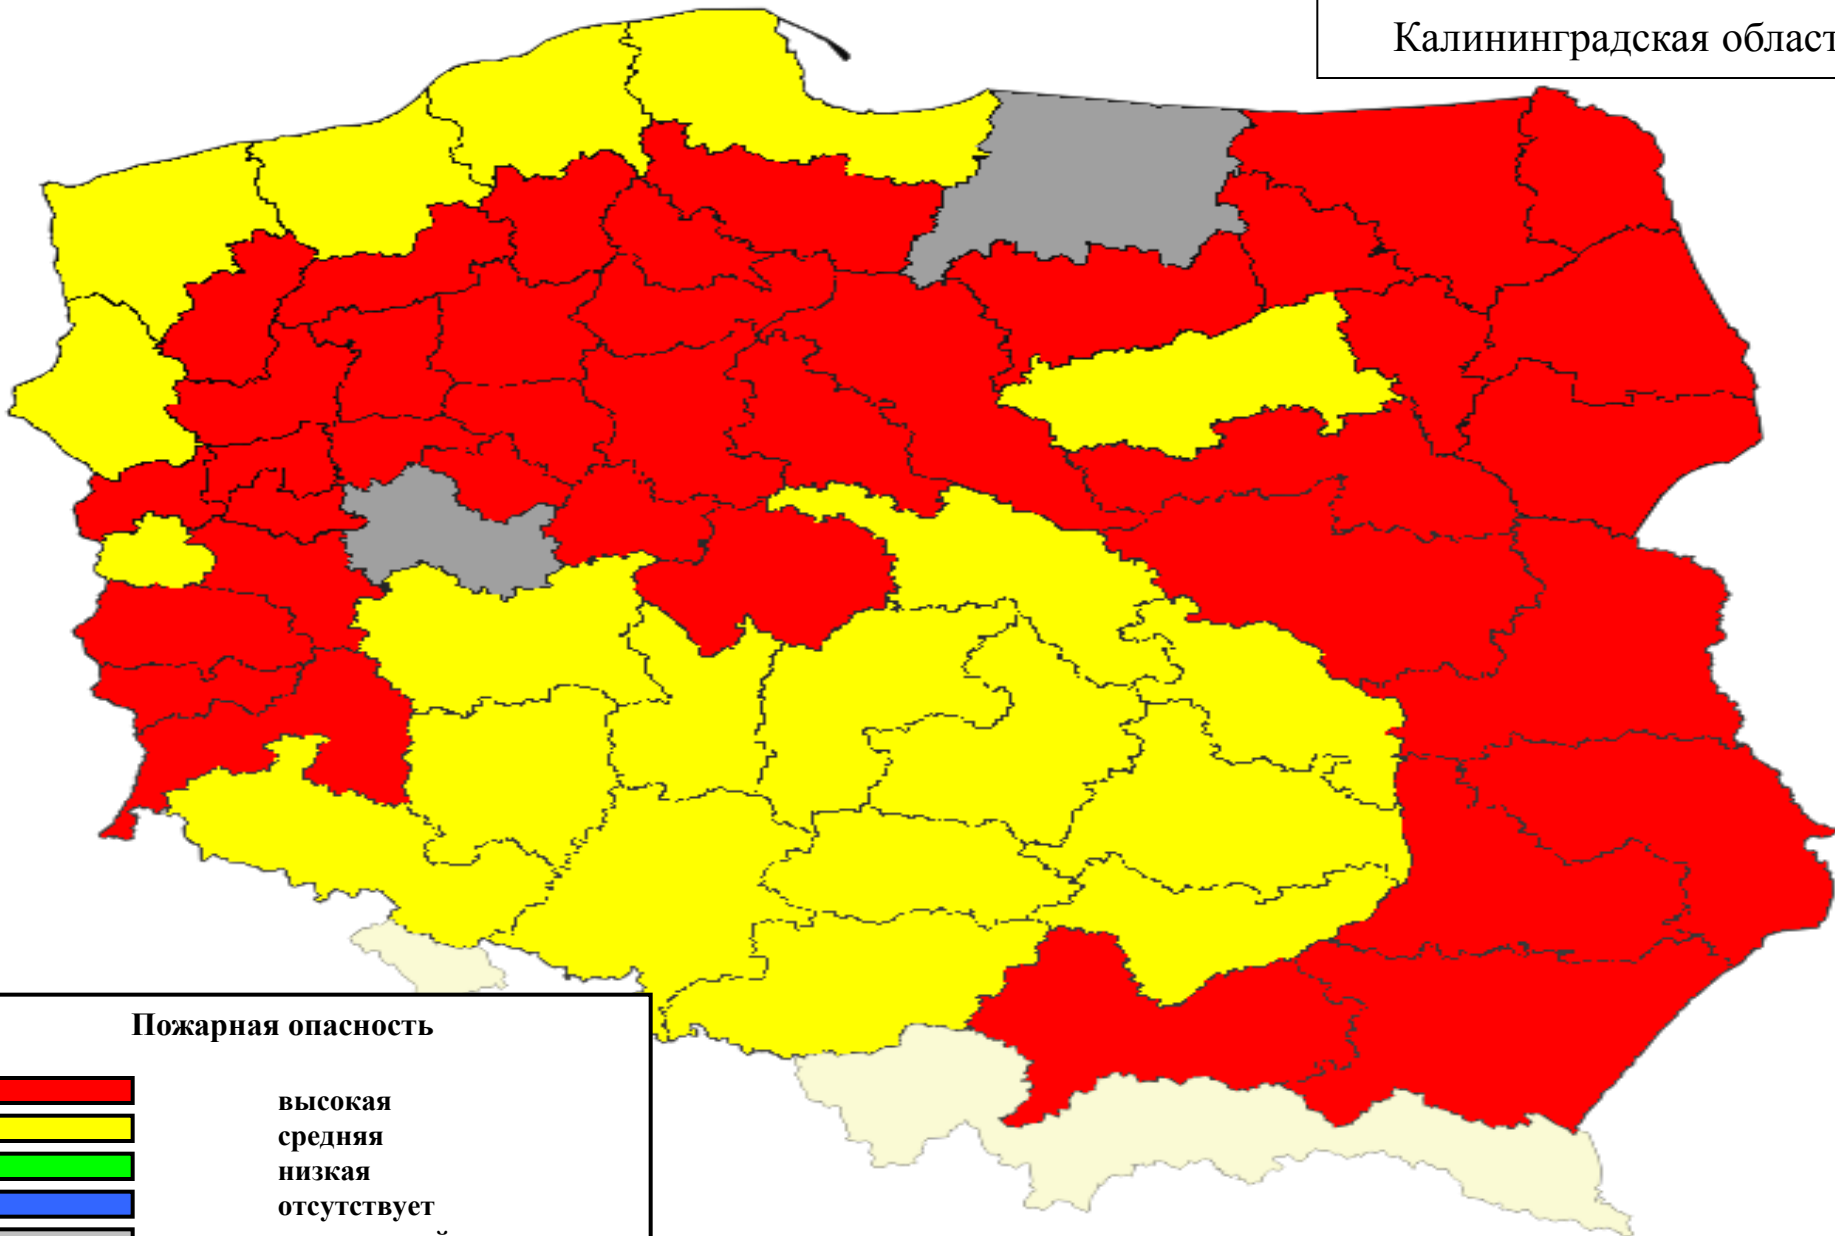 Калининградская област
Пожарная опасность
высокая
средняя
низкая
отсутствует